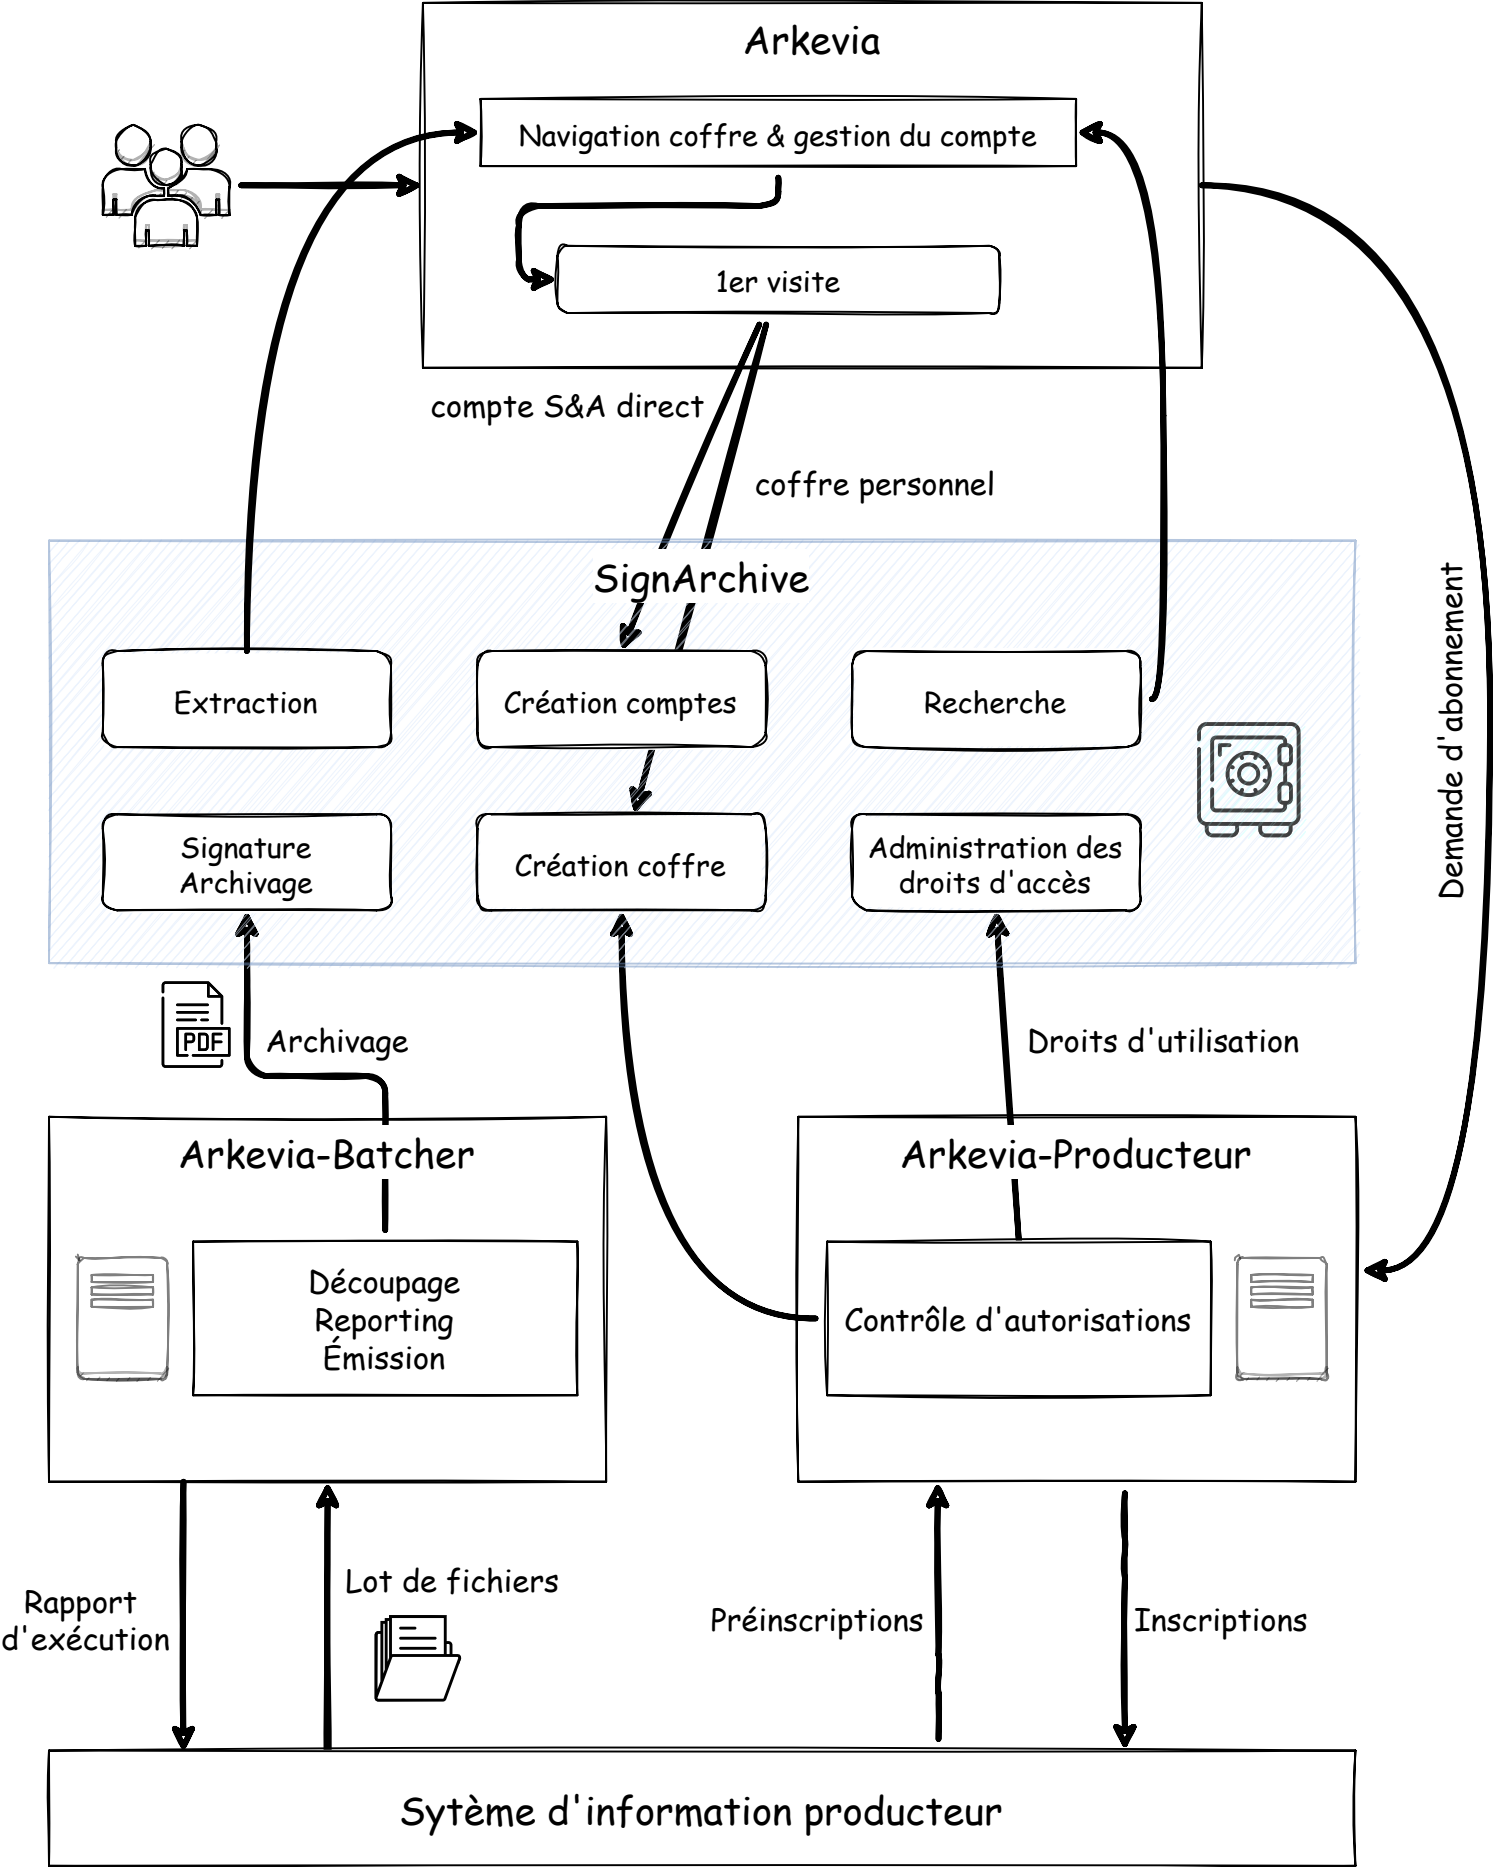 Arkevia
Navigation coffre & gestion du compte
1er visite
compte S&A direct
coffre personnel
SignArchive
Extraction
Création comptes
Recherche
Demande d'abonnement
Signature
Archivage
Création coffre
Administration des
droits d'accès
PDF
Archivage
Droits d'utilisation
Arkevia-Batcher
Arkevia-Producteur
Découpage
Reporting
Émission
Contrôle d'autorisations
Rapport
d'exécution
Lot de fichiers
Préinscriptions
Inscriptions
Sytème d'information producteur